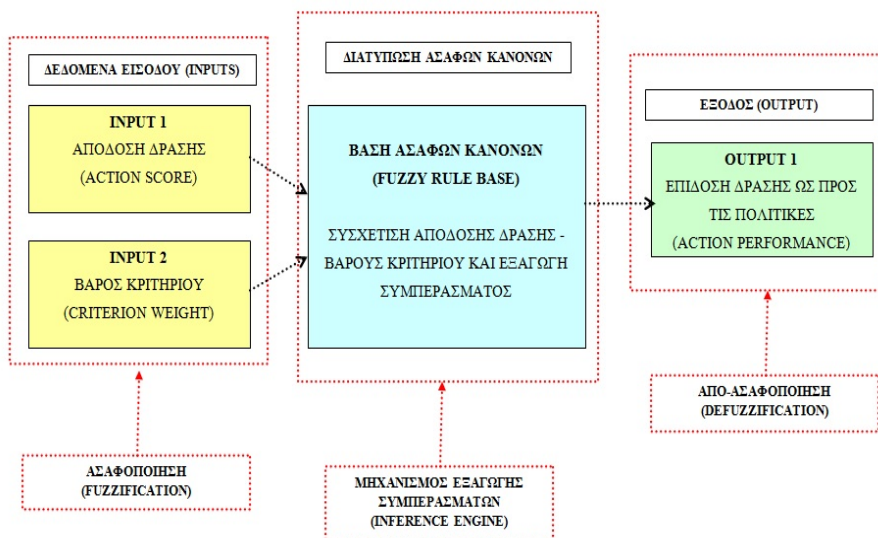 ΔΕΔΟΜΕΝΑ ΕΙΣΟΔΟΥ (INPUTS)
INPUT 1
ΑΠΟΔΟΣΗ ΔΡΑΣΗΣ
(ACTION SCORE)
INPUT 2
ΒΑΡΟΣ ΚΡΙΤΗΡΙΟΥ
(CRITERION WEIGHT)
ΑΣΑΦΟΠΟΙΗΣΗ
(FUZZIFICATION)
ΔΙΑΤΥΠΩΣΗ ΑΣΑΦΩΝ ΚΑΝΟΝΩΝ
ΒΑΣΗ ΑΣΑΦΩΝ ΚΑΝΟΝΩΝ
(FUZZY RULE BASE)
ΣΥΣΧΕΤΙΣΗ ΑΠΟΔΟΣΗΣ ΔΡΑΣΗΣ -
ΒΑΡΟΥΣ ΚΡΙΤΗΡΙΟΥ ΚΑΙ ΕΞΑΓΩΓΗ
ΣΥΜΠΕΡΑΣΜΑΤΟΣ
ΜΗΧΑΝΙΣΜΟΣ ΕΞΑΓΩΓΗΣ
ΣΥΜΠΕΡΑΣΜΑΤΩΝ
(INFERENCE ENGINE)
ΕΞΟΔΟΣ (OUTPUT)
OUTPUT 1
ΕΠΙΔΟΣΗ ΔΡΑΣΗΣ ΩΣ ΠΡΟΣ
ΤΙΣ ΠΟΛΙΤΙΚΕΣ
(ACTION PERFORMANCE)
ΑΠΟ-ΑΣΑΦΟΠΟΙΗΣΗ
(DEFUZZIFICATION)